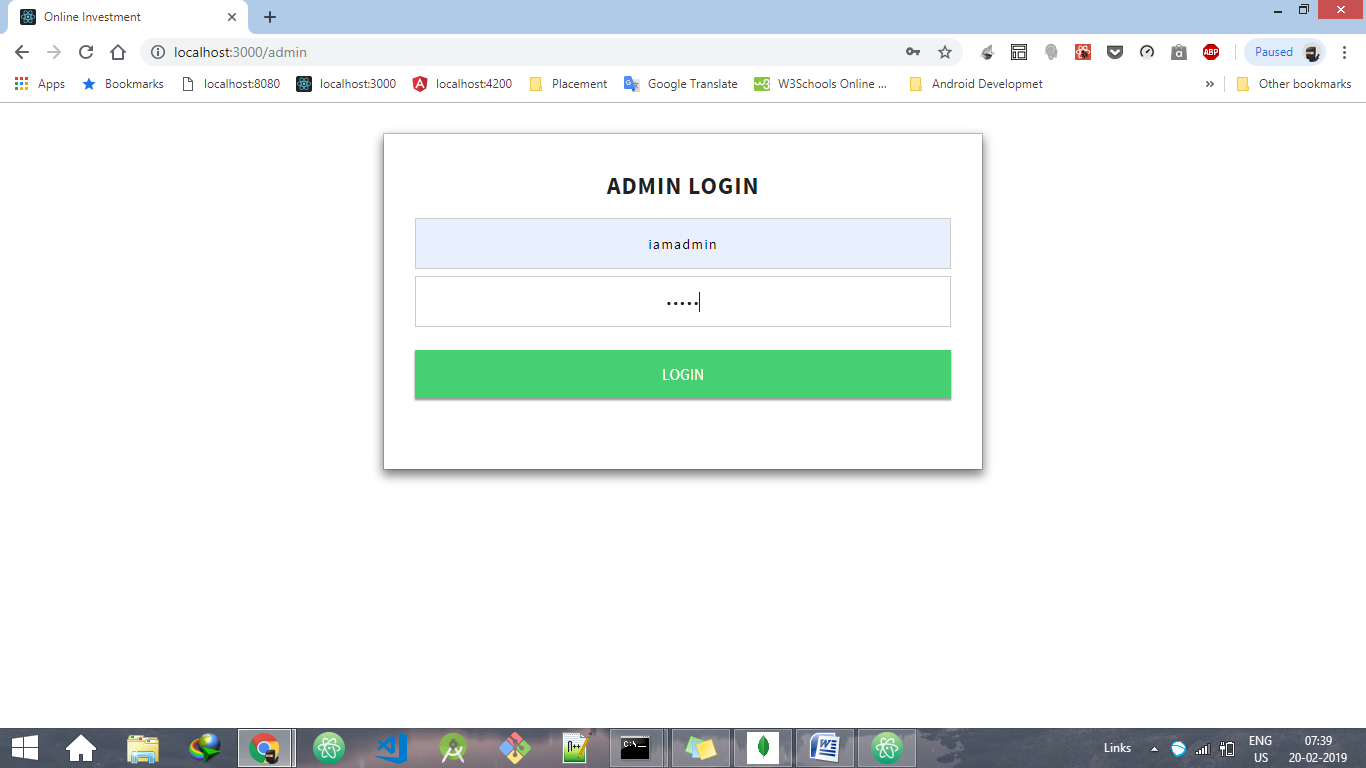 Online Investment
localhost:3000/admin
ABP
Paused
Apps
Bookmarks
localhost:8080
localhost:3000
localhost:4200
Placement
Google Translate
W3Schools Online ...
Android Developmet
»
Other bookmarks
ADMIN LOGIN
iamadmin
•••••
LOGIN
Links
ENG
US
07:39
20-02-2019